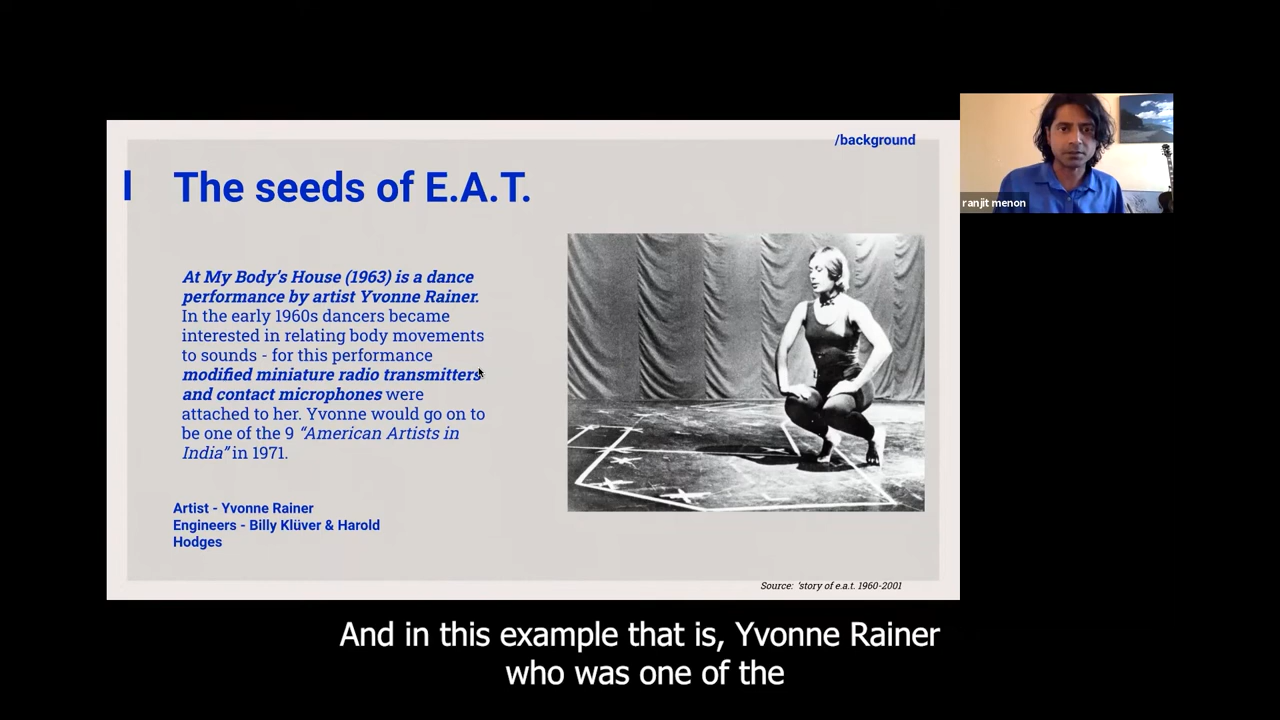 /background
The seeds of E.A.T.
At My Body's House (1963) is a dance
performance by artist Yvonne Rainer.
In the early 1960s dancers became
interested in relating body movements
to sounds - for this performance
modified miniature radio transmitters
and contact microphones were
attached to her. Yvonne would go on to
be one of the 9 “American Artists in
India” in 1971.
Artist - Yvonne Rainer
Engineers - Billy Klüver & Harold
Hodges
Source: 'story of e.a.t. 1960-2001
ranjit menon
And in this example that is, Yvonne Rainer
who was one of the